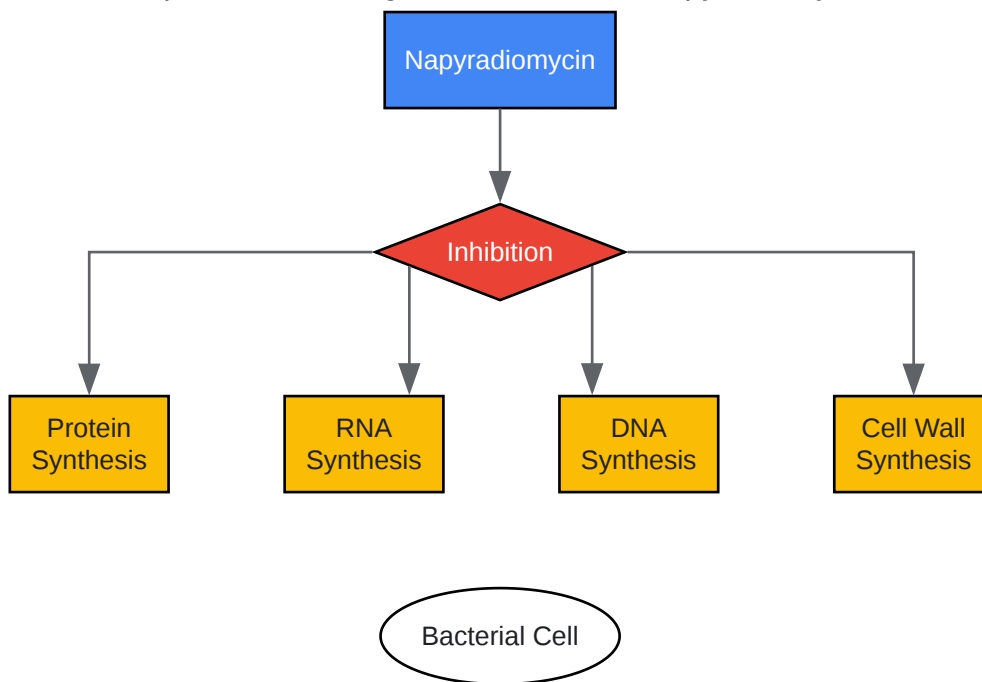 Napyradiomycin
Inhibition
Protein
Synthesis
RNA
Synthesis
DNA
Synthesis
Cell Wall
Synthesis
Bacterial Cell